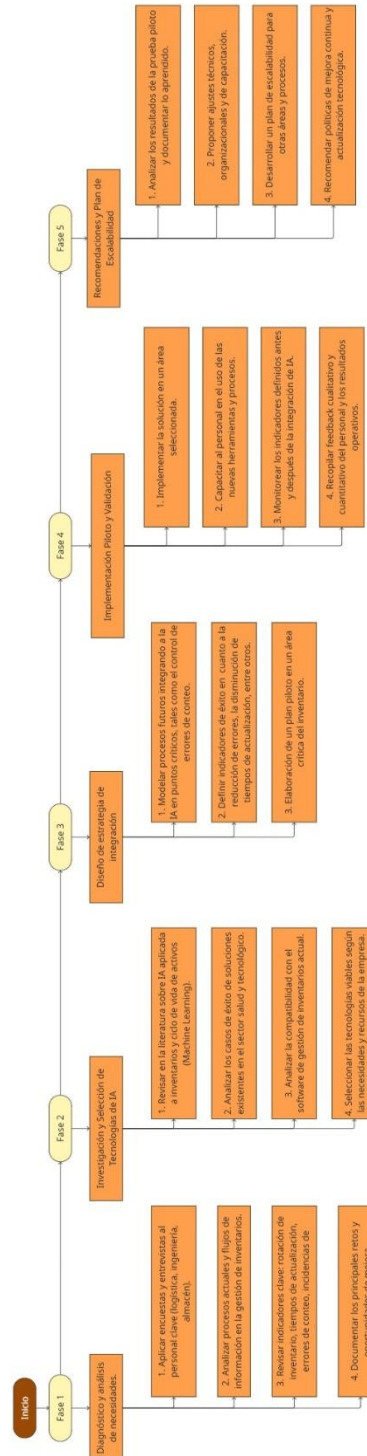 Inicio
Fase 1
Diagnóstico y análisis
de necesidades.
1. Aplicar encuestas y entrevistas al
personal clave (logística, ingeniería,
almacén).
2. Analizar procesos actuales y flujos de
información en la gestión de inventarios.
3. Revisar indicadores clave: rotación de
inventario, tiempos de actualización,
errores de conteo, incidencias de
4. Documentar los principales retos y
Fase 2
Investigación y Selección de
Tecnologías de IA
1. Revisar en la literatura sobre IA aplicada
a inventarios y ciclo de vida de activos
(Machine Learning).
2. Analizar los casos de éxito de soluciones
existentes en el sector salud y tecnológico.
3. Analizar la compatibilidad con el
software de gestión de inventarios actual.
4. Seleccionar las tecnologías viables según
las necesidades y recursos de la empresa.
Fase 3
Diseño de estrategia de
integración
1. Modelar procesos futuros integrando a la
IA en puntos críticos, tales como el control de
errores de conteo.
2. Definir indicadores de éxito en cuanto a la
reducción de errores, la disminución de
tiempos de actualización, entre otros.
3. Elaboración de un plan piloto en un área
crítica del inventario.
Fase 4
Implementación Piloto y Validación
1. Implementar la solución en un área
seleccionada.
2. Capacitar al personal en el uso de las
nuevas herramientas y procesos.
3. Monitorear los indicadores definidos antes
y después de la integración de IA.
4. Recopilar feedback cualitativo y
cuantitativo del personal y los resultados
operativos.
Fase 5
Recomendaciones y Plan de
Escalabilidad
1. Analizar los resultados de la prueba piloto
y documentar lo aprendido.
2. Proponer ajustes técnicos,
organizacionales y de capacitación.
3. Desarrollar un plan de escalabilidad para
otras áreas y procesos.
4. Recomendar políticas de mejora continua y
actualización tecnológica.